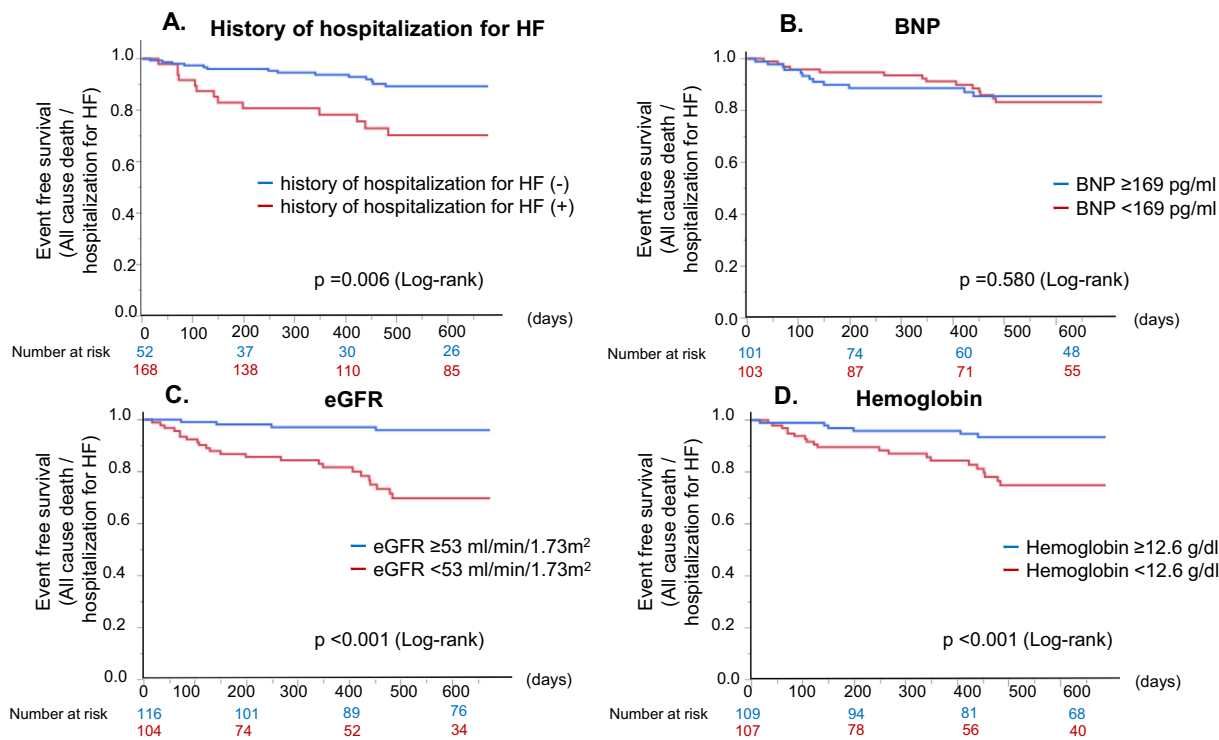 A. History of hospitalization for HF
Event free survival
(All cause death /
hospitalization for HF)
1.0
0.8
0.6
0.4
0.2
0.0
history of hospitalization for HF (-)
history of hospitalization for HF (+)
p =0.006 (Log-rank)
0 100 200 300 400 500 600 (days)
Number at risk
52 37 30 26
168 138 110 85
B. BNP
Event free survival
(All cause death /
hospitalization for HF)
1.0
0.8
0.6
0.4
0.2
0.0
BNP ≥169 pg/ml
BNP <169 pg/ml
p =0.580 (Log-rank)
0 100 200 300 400 500 600 (days)
Number at risk
101 74 60 48
103 87 71 55
C. eGFR
Event free survival
(All cause death /
hospitalization for HF)
1.0
0.8
0.6
0.4
0.2
0.0
eGFR ≥53 ml/min/1.73m²
eGFR <53 ml/min/1.73m²
p <0.001 (Log-rank)
0 100 200 300 400 500 600 (days)
Number at risk
116 101 89 76
104 74 52 34
D. Hemoglobin
Event free survival
(All cause death /
hospitalization for HF)
1.0
0.8
0.6
0.4
0.2
0.0
Hemoglobin ≥12.6 g/dl
Hemoglobin <12.6 g/dl
p <0.001 (Log-rank)
0 100 200 300 400 500 600 (days)
Number at risk
109 94 81 68
107 78 56 40